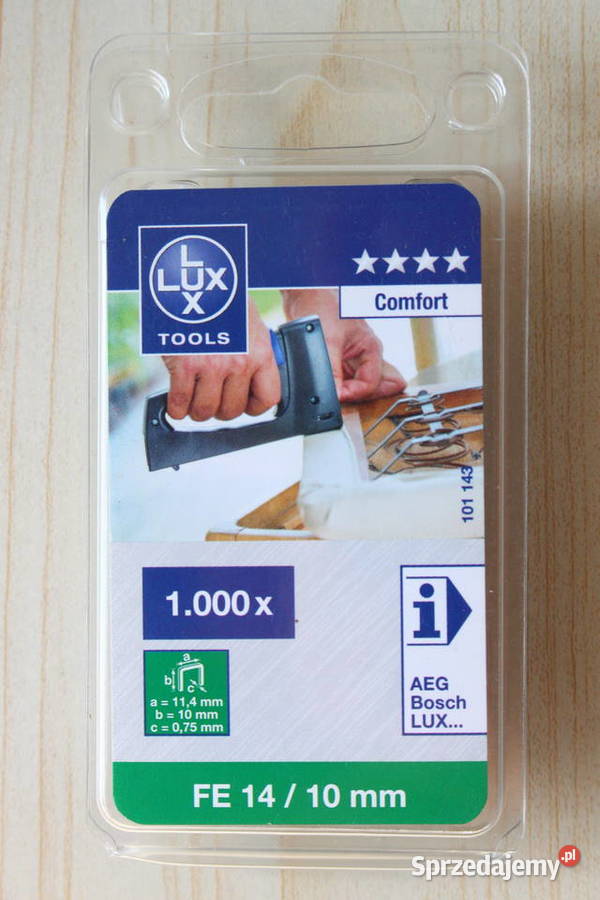 LUX
LUX
TOOLS
Comfort
101 143
1.000 x
a
b
c
a = 11,4 mm
b = 10 mm
c = 0,75 mm
i
AEG
Bosch
LUX...
FE 14 / 10 mm
Sprzedajemy.pl